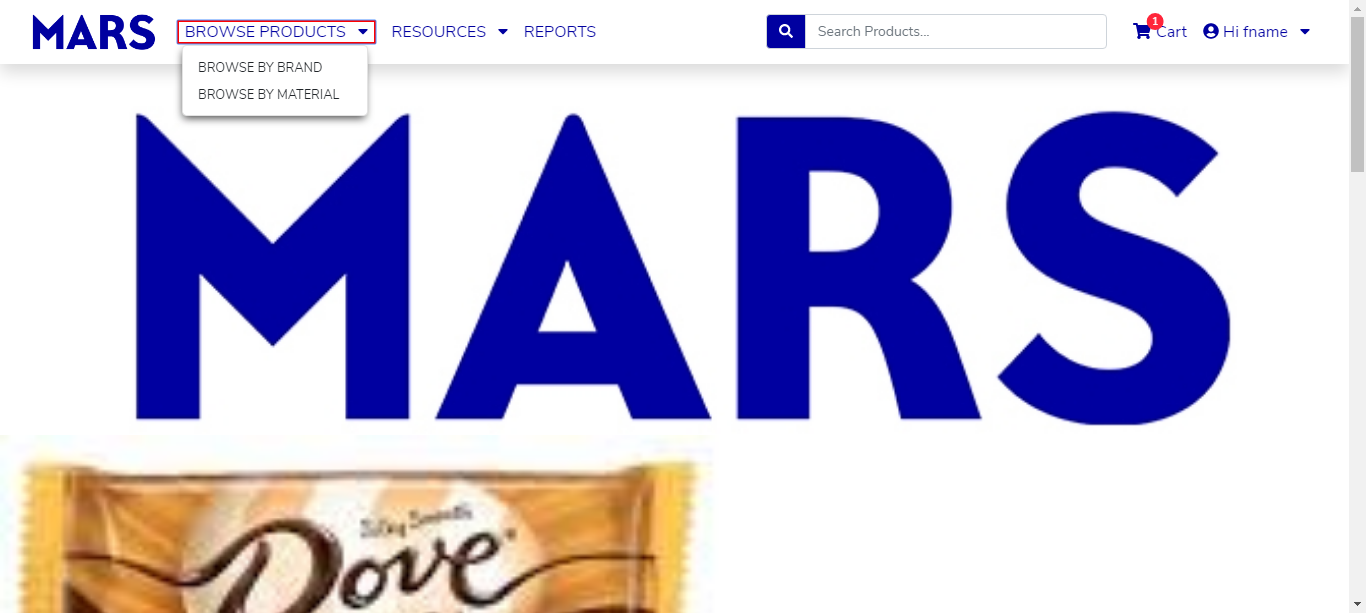 MARS
BROWSE PRODUCTS
RESOURCES
REPORTS
Search Products...
1
Cart
Hi fname
BROWSE BY BRAND
BROWSE BY MATERIAL
MARS
Silky Smooth
Dove